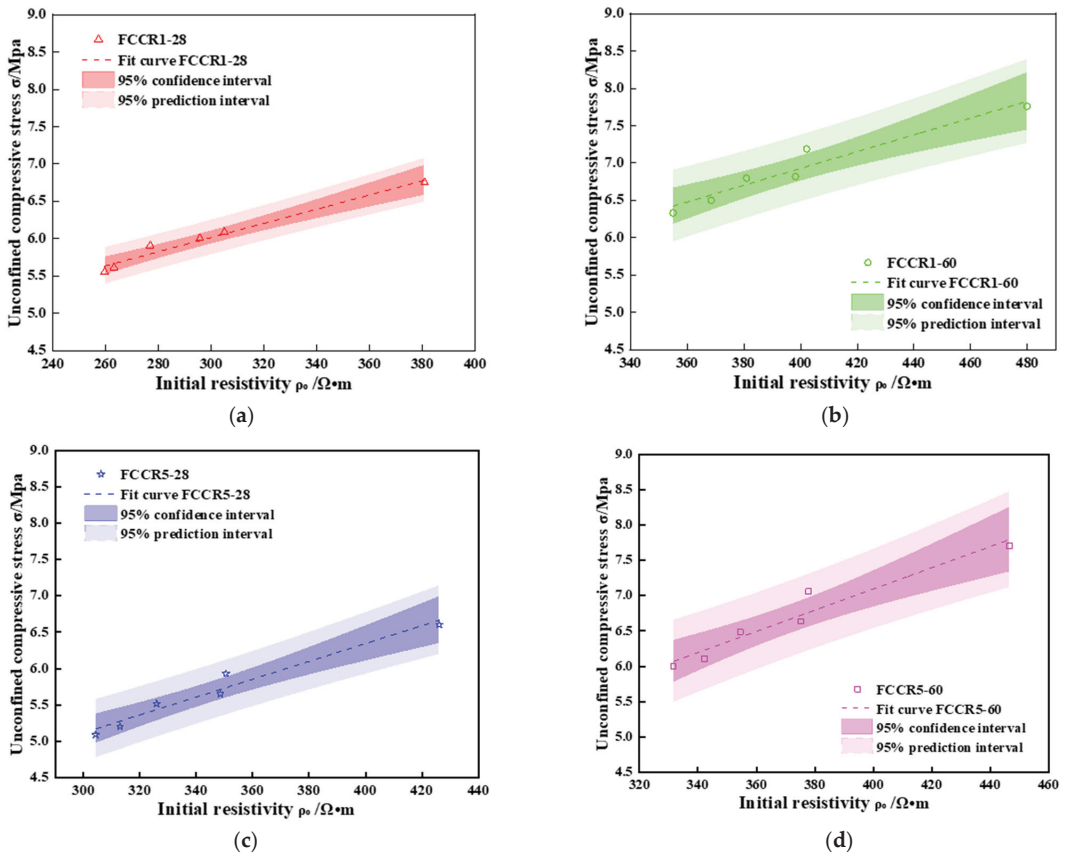 9.0
8.5
8.0
7.5
7.0
6.5
6.0
5.5
5.0
4.5
Unconfined compressive stress σ/Mpa
FCCR1-28
Fit curve FCCR1-28
95% confidence interval
95% prediction interval
240 260 280 300 320 340 360 380 400
Initial resistivity ρ₀ /Ω•m
(a)
9.0
8.5
8.0
7.5
7.0
6.5
6.0
5.5
5.0
4.5
Unconfined compressive stress σ/Mpa
FCCR1-60
Fit curve FCCR1-60
95% confidence interval
95% prediction interval
340 360 380 400 420 440 460 480
Initial resistivity ρ₀ /Ω•m
(b)
9.0
8.5
8.0
7.5
7.0
6.5
6.0
5.5
5.0
4.5
Unconfined compressive stress σ/Mpa
FCCR5-28
Fit curve FCCR5-28
95% confidence interval
95% prediction interval
300 320 340 360 380 400 420 440
Initial resistivity ρ₀ /Ω•m
(c)
9.0
8.5
8.0
7.5
7.0
6.5
6.0
5.5
5.0
4.5
Unconfined compressive stress σ/Mpa
FCCR5-60
Fit curve FCCR5-60
95% confidence interval
95% prediction interval
320 340 360 380 400 420 440 460
Initial resistivity ρ₀ /Ω•m
(d)